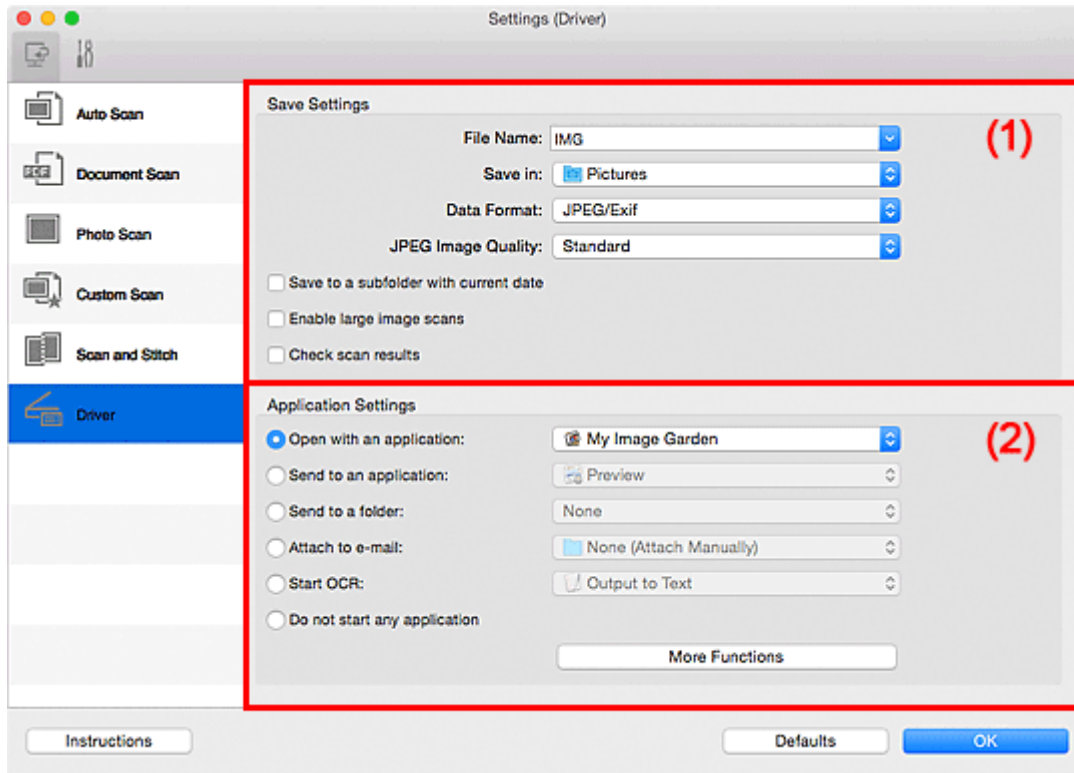 Settings (Driver)
Auto Scan
Document Scan
Photo Scan
Custom Scan
Scan and Stitch
Driver
Save Settings
(1)
File Name: IMG
Save in: Pictures
Data Format: JPEG/Exif
JPEG Image Quality: Standard
Save to a subfolder with current date
Enable large image scans
Check scan results
Application Settings
(2)
Open with an application: My Image Garden
Send to an application: Preview
Send to a folder: None
Attach to e-mail: None (Attach Manually)
Start OCR: Output to Text
Do not start any application
More Functions
Instructions
Defaults
OK